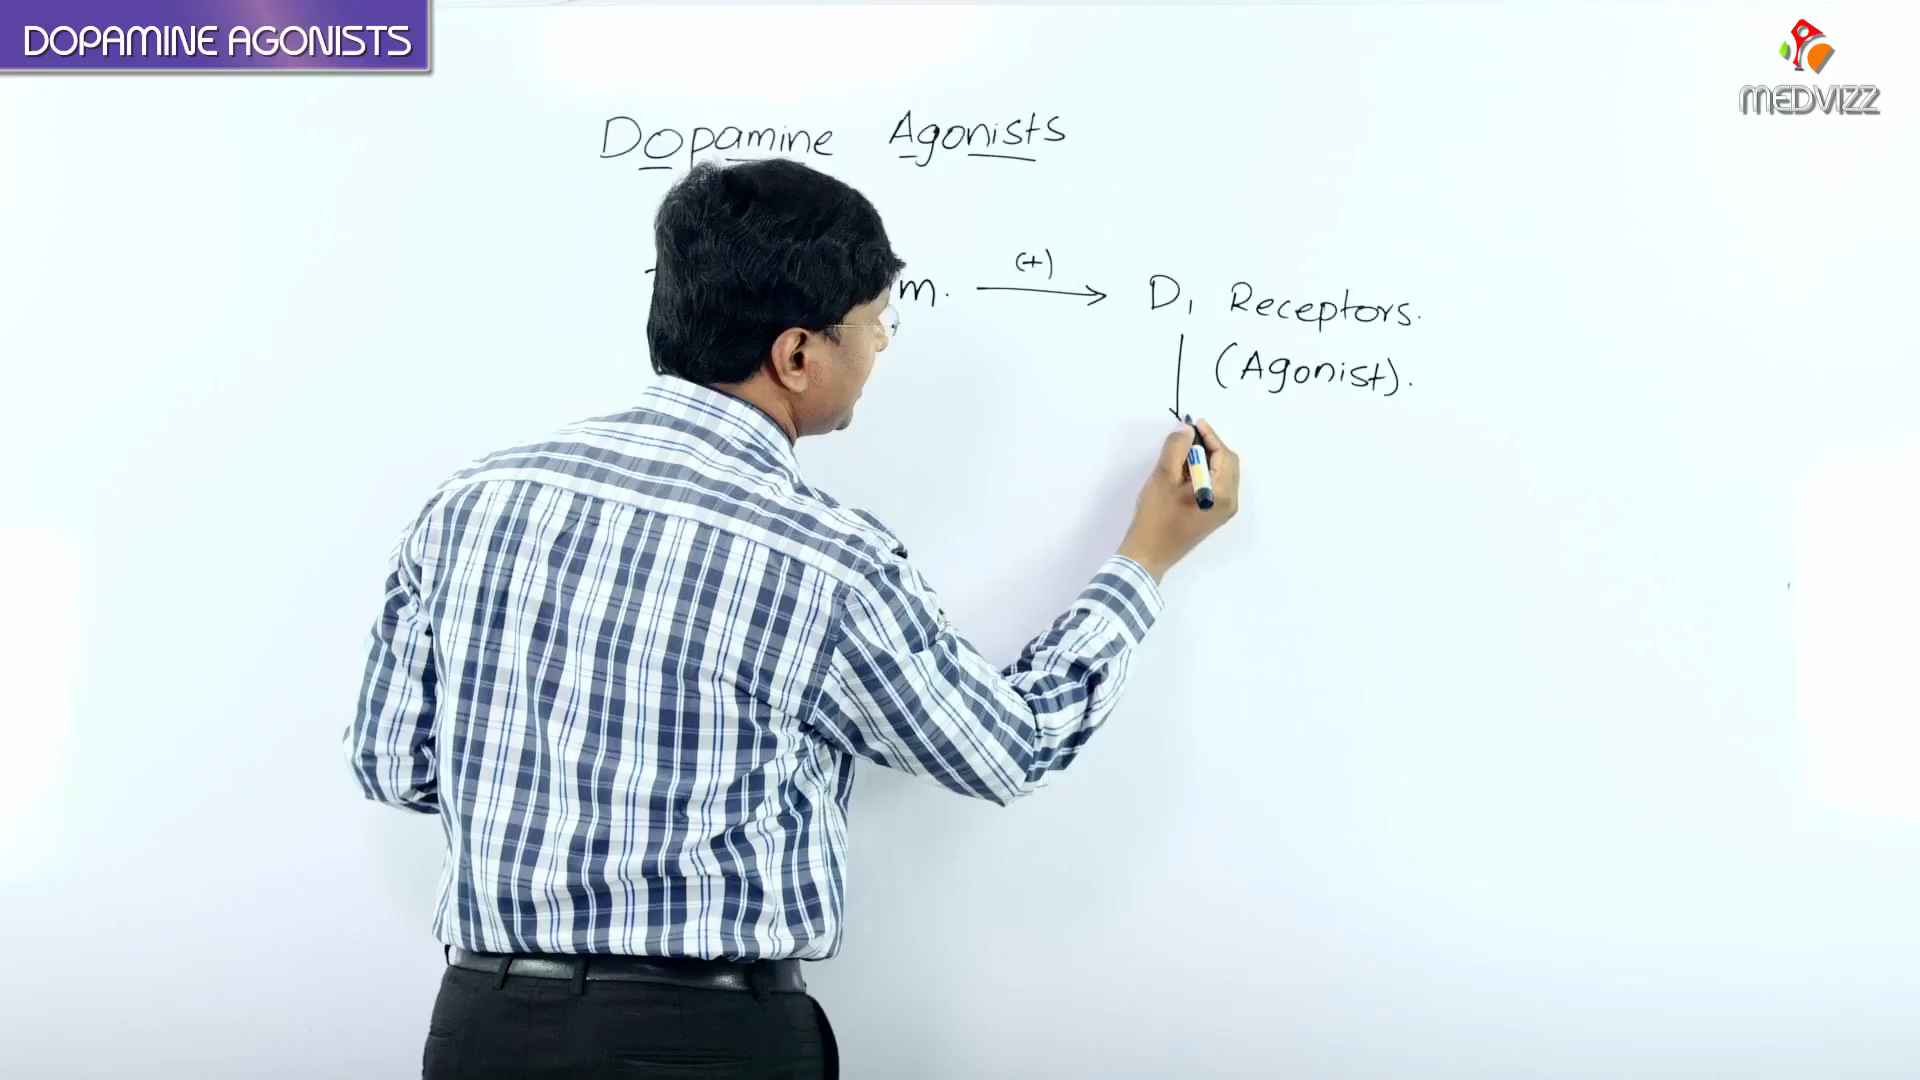 DOPAMINE AGONISTS
MEDVIZZ
Dopamine Agonists
m. (+) D1 Receptors.
(Agonist).